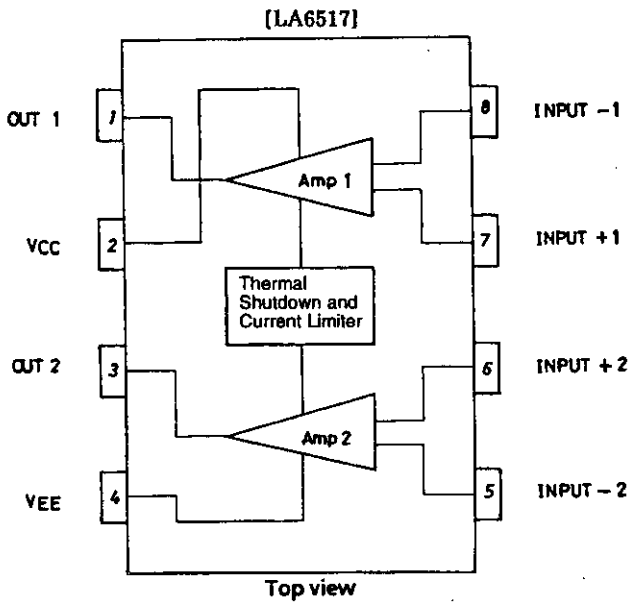 [LA6517]
OUT 1
1
8
INPUT -1
Amp 1
VCC
2
7
INPUT +1
Thermal
Shutdown and
Current Limiter
OUT 2
3
6
INPUT +2
Amp 2
VEE
4
5
INPUT -2
Top view